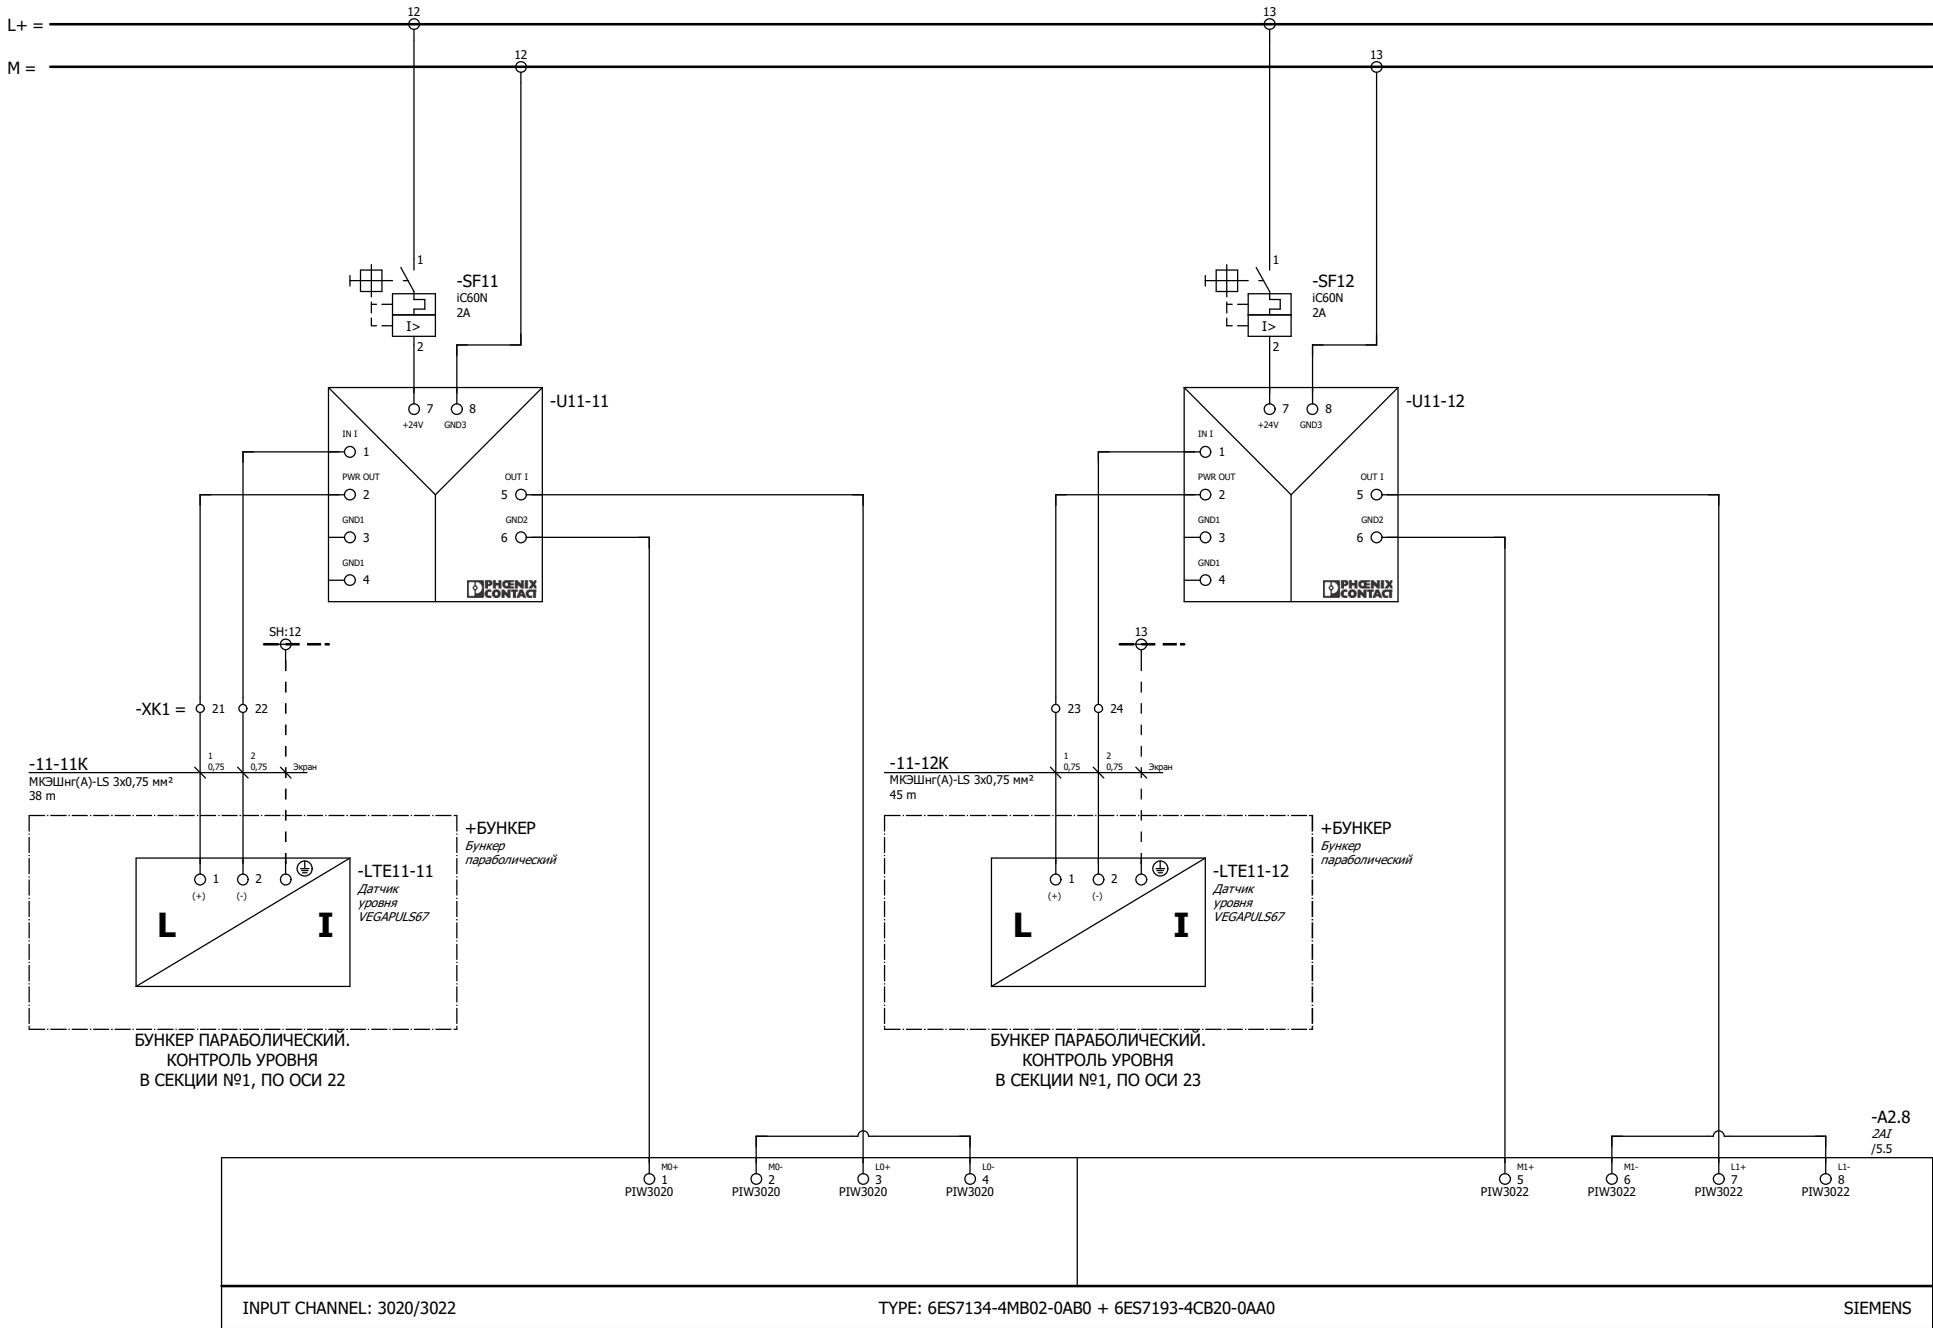 L+ =
12
13
M =
12
13
1
-SF11
iC60N
2A
I>
2
1
-SF12
iC60N
2A
I>
2
-U11-11
7
8
+24V
GND3
IN I
1
PWR OUT
2
GND1
3
GND1
4
OUT I
5
GND2
6
PHŒNIX
CONTACT
-U11-12
7
8
+24V
GND3
IN I
1
PWR OUT
2
GND1
3
GND1
4
OUT I
5
GND2
6
PHŒNIX
CONTACT
SH:12
13
-XK1 =
21
22
23
24
-11-11К
МКЭШнг(А)-LS 3x0,75 мм²
38 m
1
0,75
2
0,75
Экран
-11-12К
МКЭШнг(А)-LS 3x0,75 мм²
45 m
1
0,75
2
0,75
Экран
+БУНКЕР
Бункер
параболический
1
(+)
2
(-)
-LTE11-11
Датчик
уровня
VEGAPULS67
L
I
+БУНКЕР
Бункер
параболический
1
(+)
2
(-)
-LTE11-12
Датчик
уровня
VEGAPULS67
L
I
БУНКЕР ПАРАБОЛИЧЕСКИЙ.
КОНТРОЛЬ УРОВНЯ
В СЕКЦИИ №1, ПО ОСИ 22
БУНКЕР ПАРАБОЛИЧЕСКИЙ.
КОНТРОЛЬ УРОВНЯ
В СЕКЦИИ №1, ПО ОСИ 23
-A2.8
2AI
/5.5
M0+
1
PIW3020
M0-
2
PIW3020
L0+
3
PIW3020
L0-
4
PIW3020
M1+
5
PIW3022
M1-
6
PIW3022
L1+
7
PIW3022
L1-
8
PIW3022
INPUT CHANNEL: 3020/3022
TYPE: 6ES7134-4MB02-0AB0 + 6ES7193-4CB20-0AA0
SIEMENS